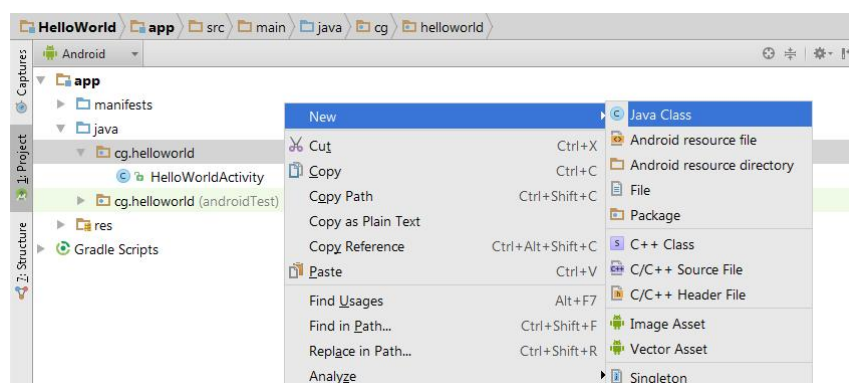 HelloWorld app src main java cg helloworld
Android
Captures
1: Project
7: Structure
app
manifests
java
cg.helloworld
HelloWorldActivity
cg.helloworld (androidTest)
res
Gradle Scripts
New
Cut Ctrl+X
Copy Ctrl+C
Copy Path Ctrl+Shift+C
Copy as Plain Text
Copy Reference Ctrl+Alt+Shift+C
Paste Ctrl+V
Find Usages Alt+F7
Find in Path... Ctrl+Shift+F
Replace in Path... Ctrl+Shift+R
Analyze
Java Class
Android resource file
Android resource directory
File
Package
C++ Class
C/C++ Source File
C/C++ Header File
Image Asset
Vector Asset
Singleton